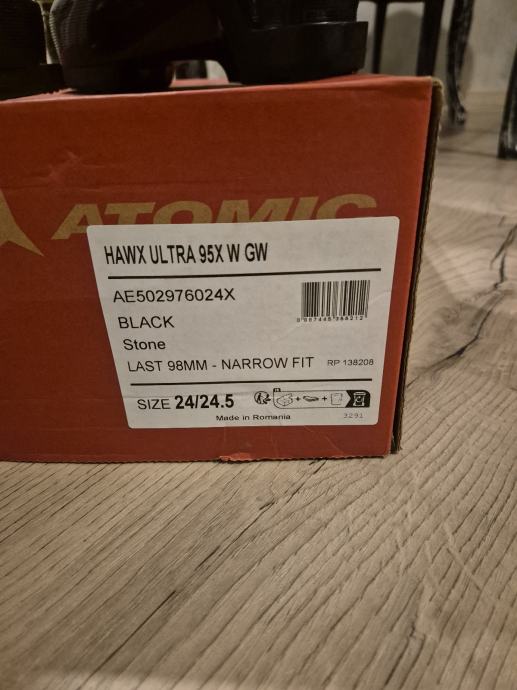 ATOMIC
HAWX ULTRA 95X W GW
AE502976024X
BLACK
Stone
LAST 98MM - NARROW FIT RP 138208
SIZE 24/24.5
Made in Romania 3291